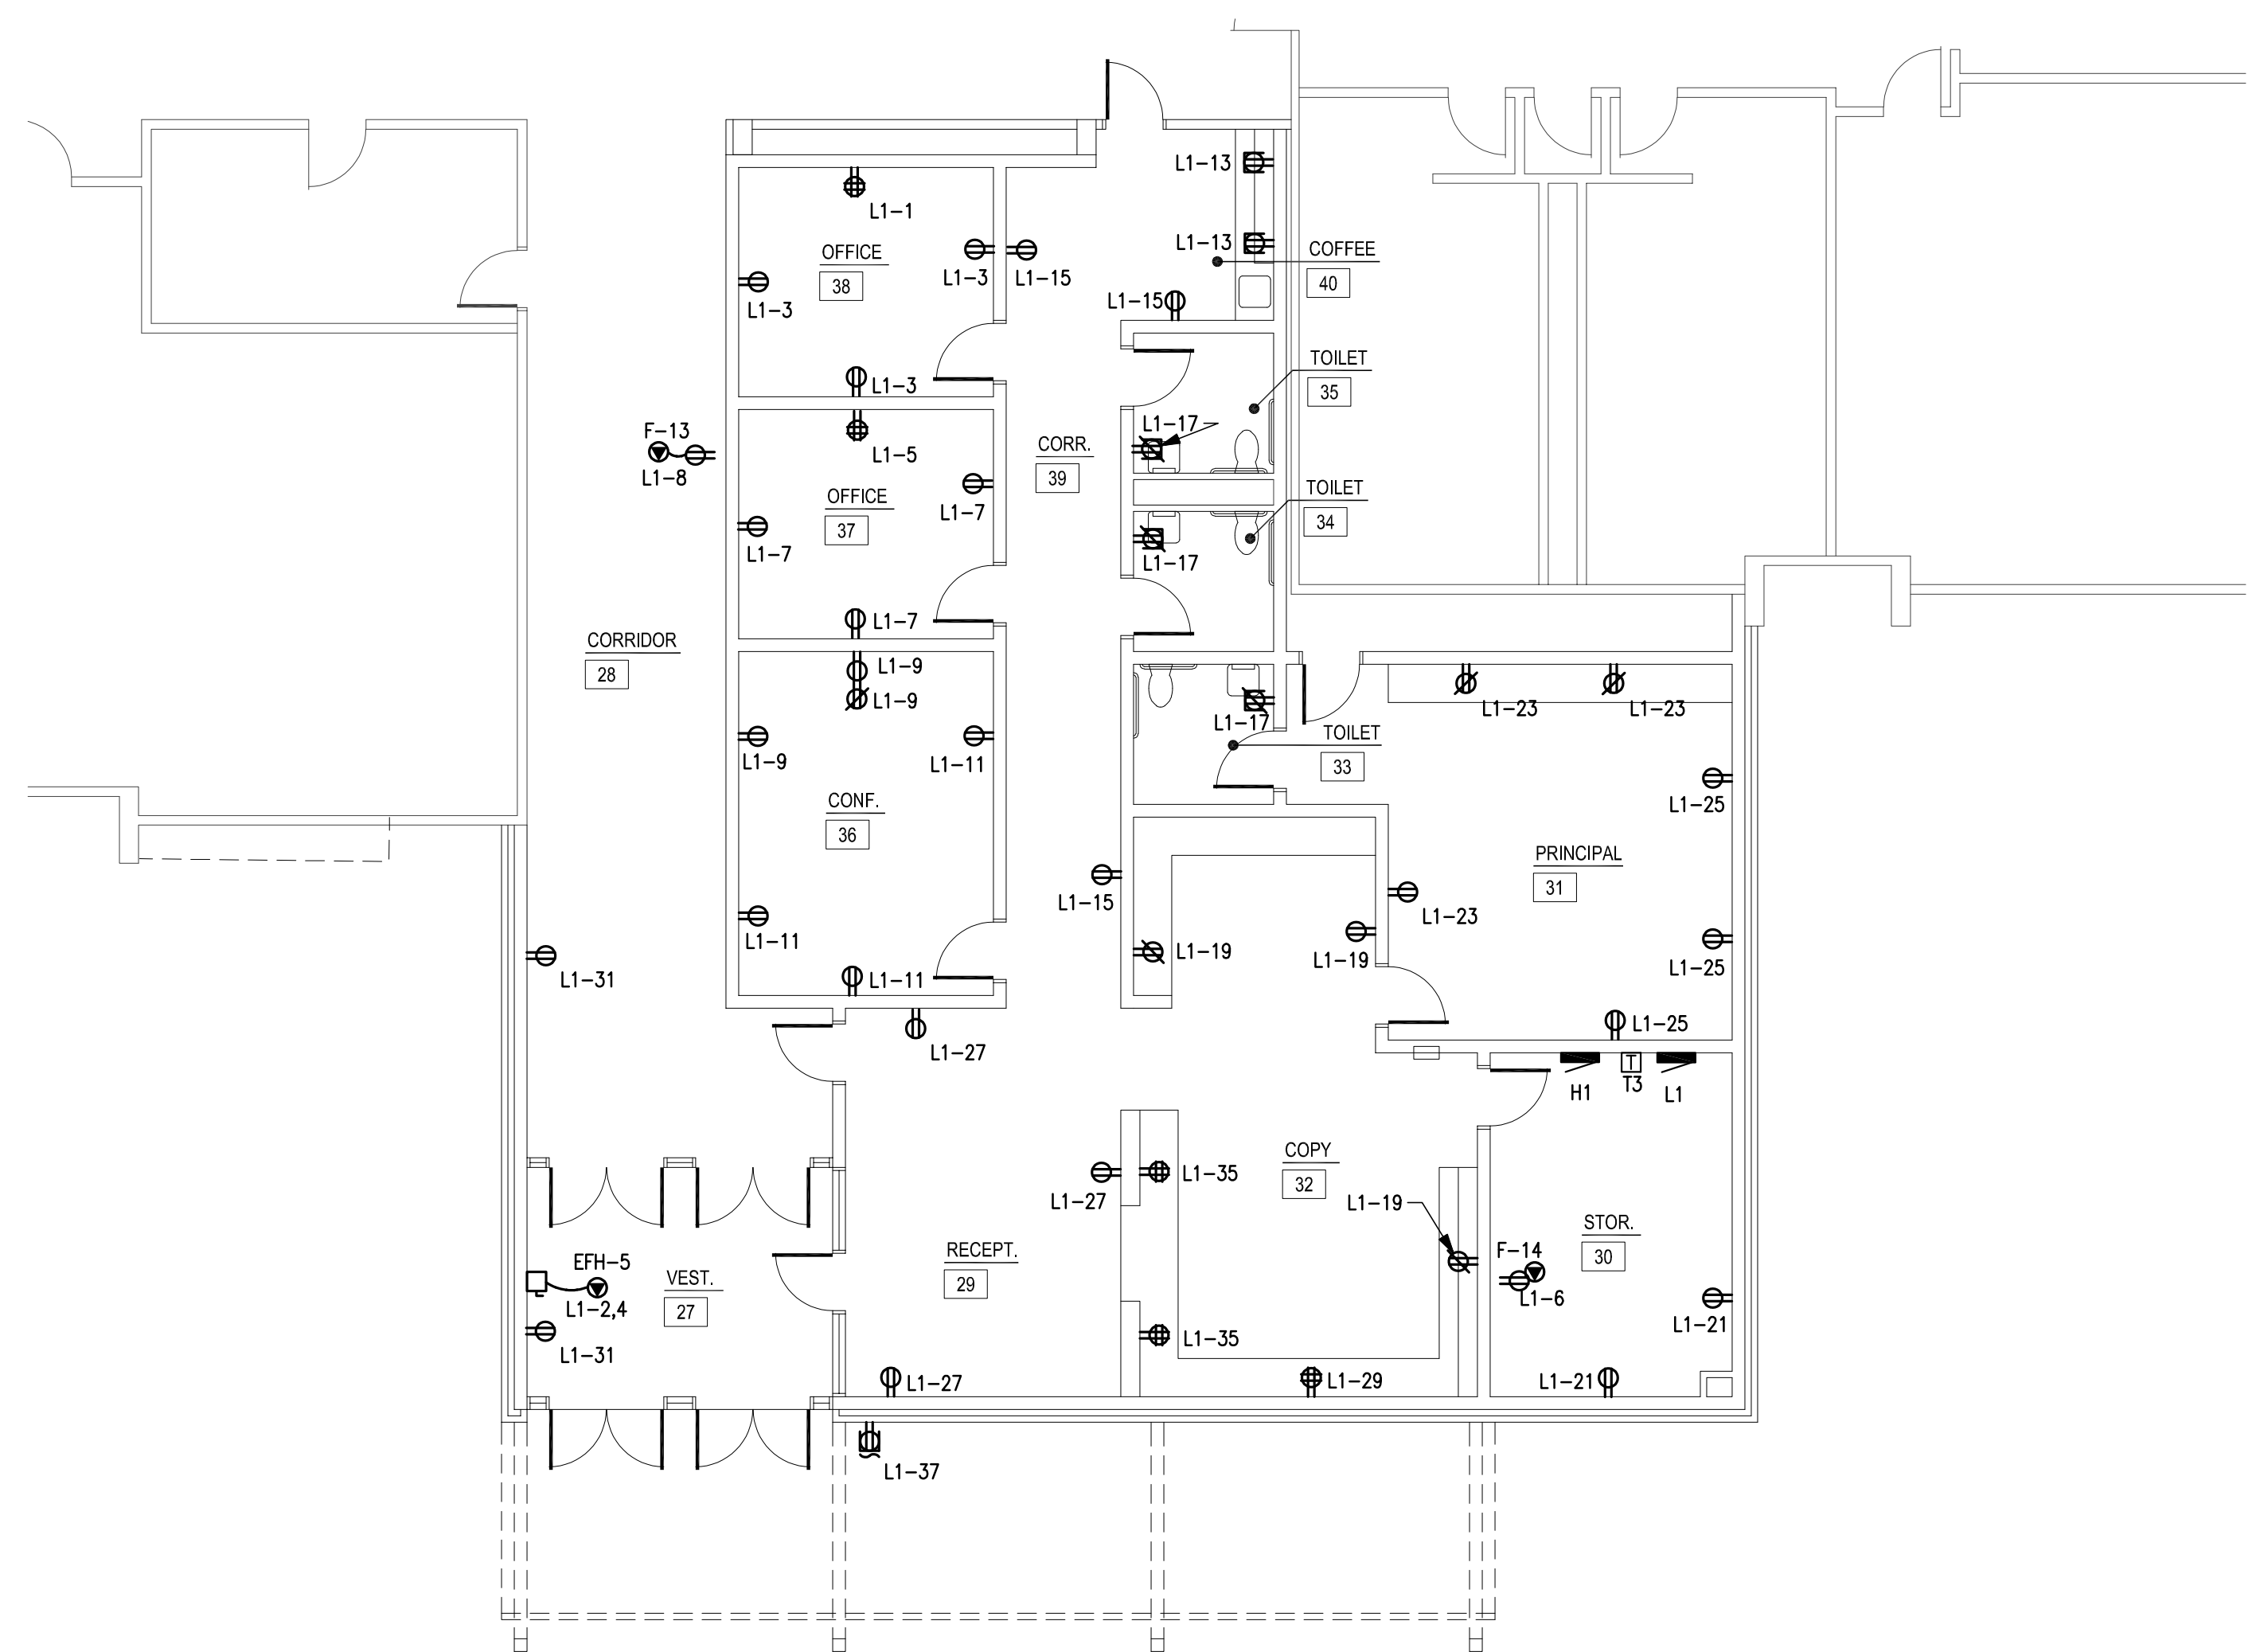 L1-13
L1-1
L1-13
COFFEE
40
OFFICE
38
L1-3
L1-15
L1-3
L1-15
TOILET
35
L1-3
L1-17
F-13
L1-8
L1-5
CORR.
39
TOILET
34
OFFICE
37
L1-7
L1-7
L1-17
L1-7
CORRIDOR
28
L1-9
L1-9
L1-23
L1-23
L1-17
TOILET
33
L1-9
L1-11
L1-25
CONF.
36
PRINCIPAL
31
L1-15
L1-23
L1-11
L1-19
L1-19
L1-25
L1-31
L1-11
L1-25
L1-27
H1
T
T3
L1
COPY
32
L1-35
L1-27
L1-19
STOR.
30
RECEPT.
29
F-14
L1-6
EFH-5
L1-2,4
VEST.
27
L1-21
L1-35
L1-31
L1-27
L1-29
L1-21
L1-37